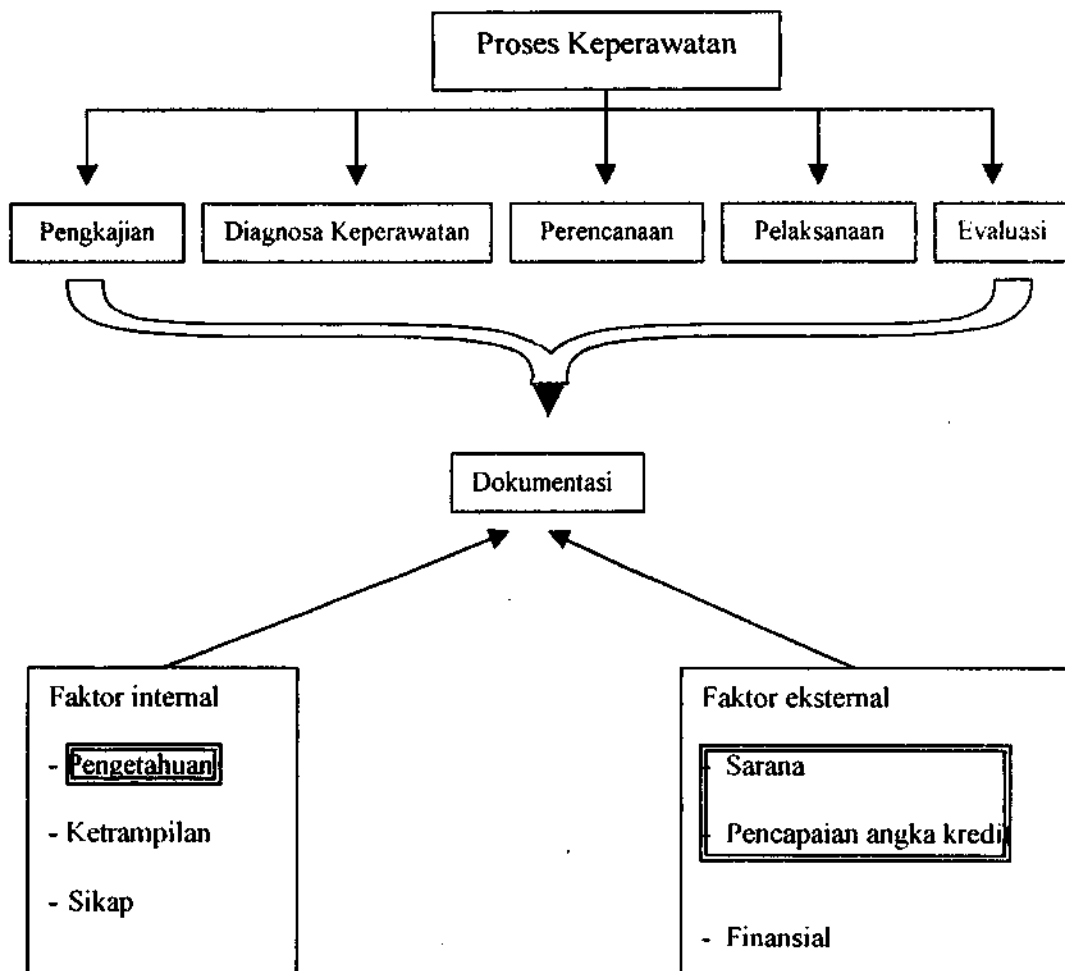 Proses Keperawatan
Pengkajian
Diagnosa Keperawatan
Perencanaan
Pelaksanaan
Evaluasi
Dokumentasi
Faktor internal
- Pengetahuan
- Ketrampilan
- Sikap
Faktor eksternal
- Sarana
- Pencapaian angka kredi
- Finansial